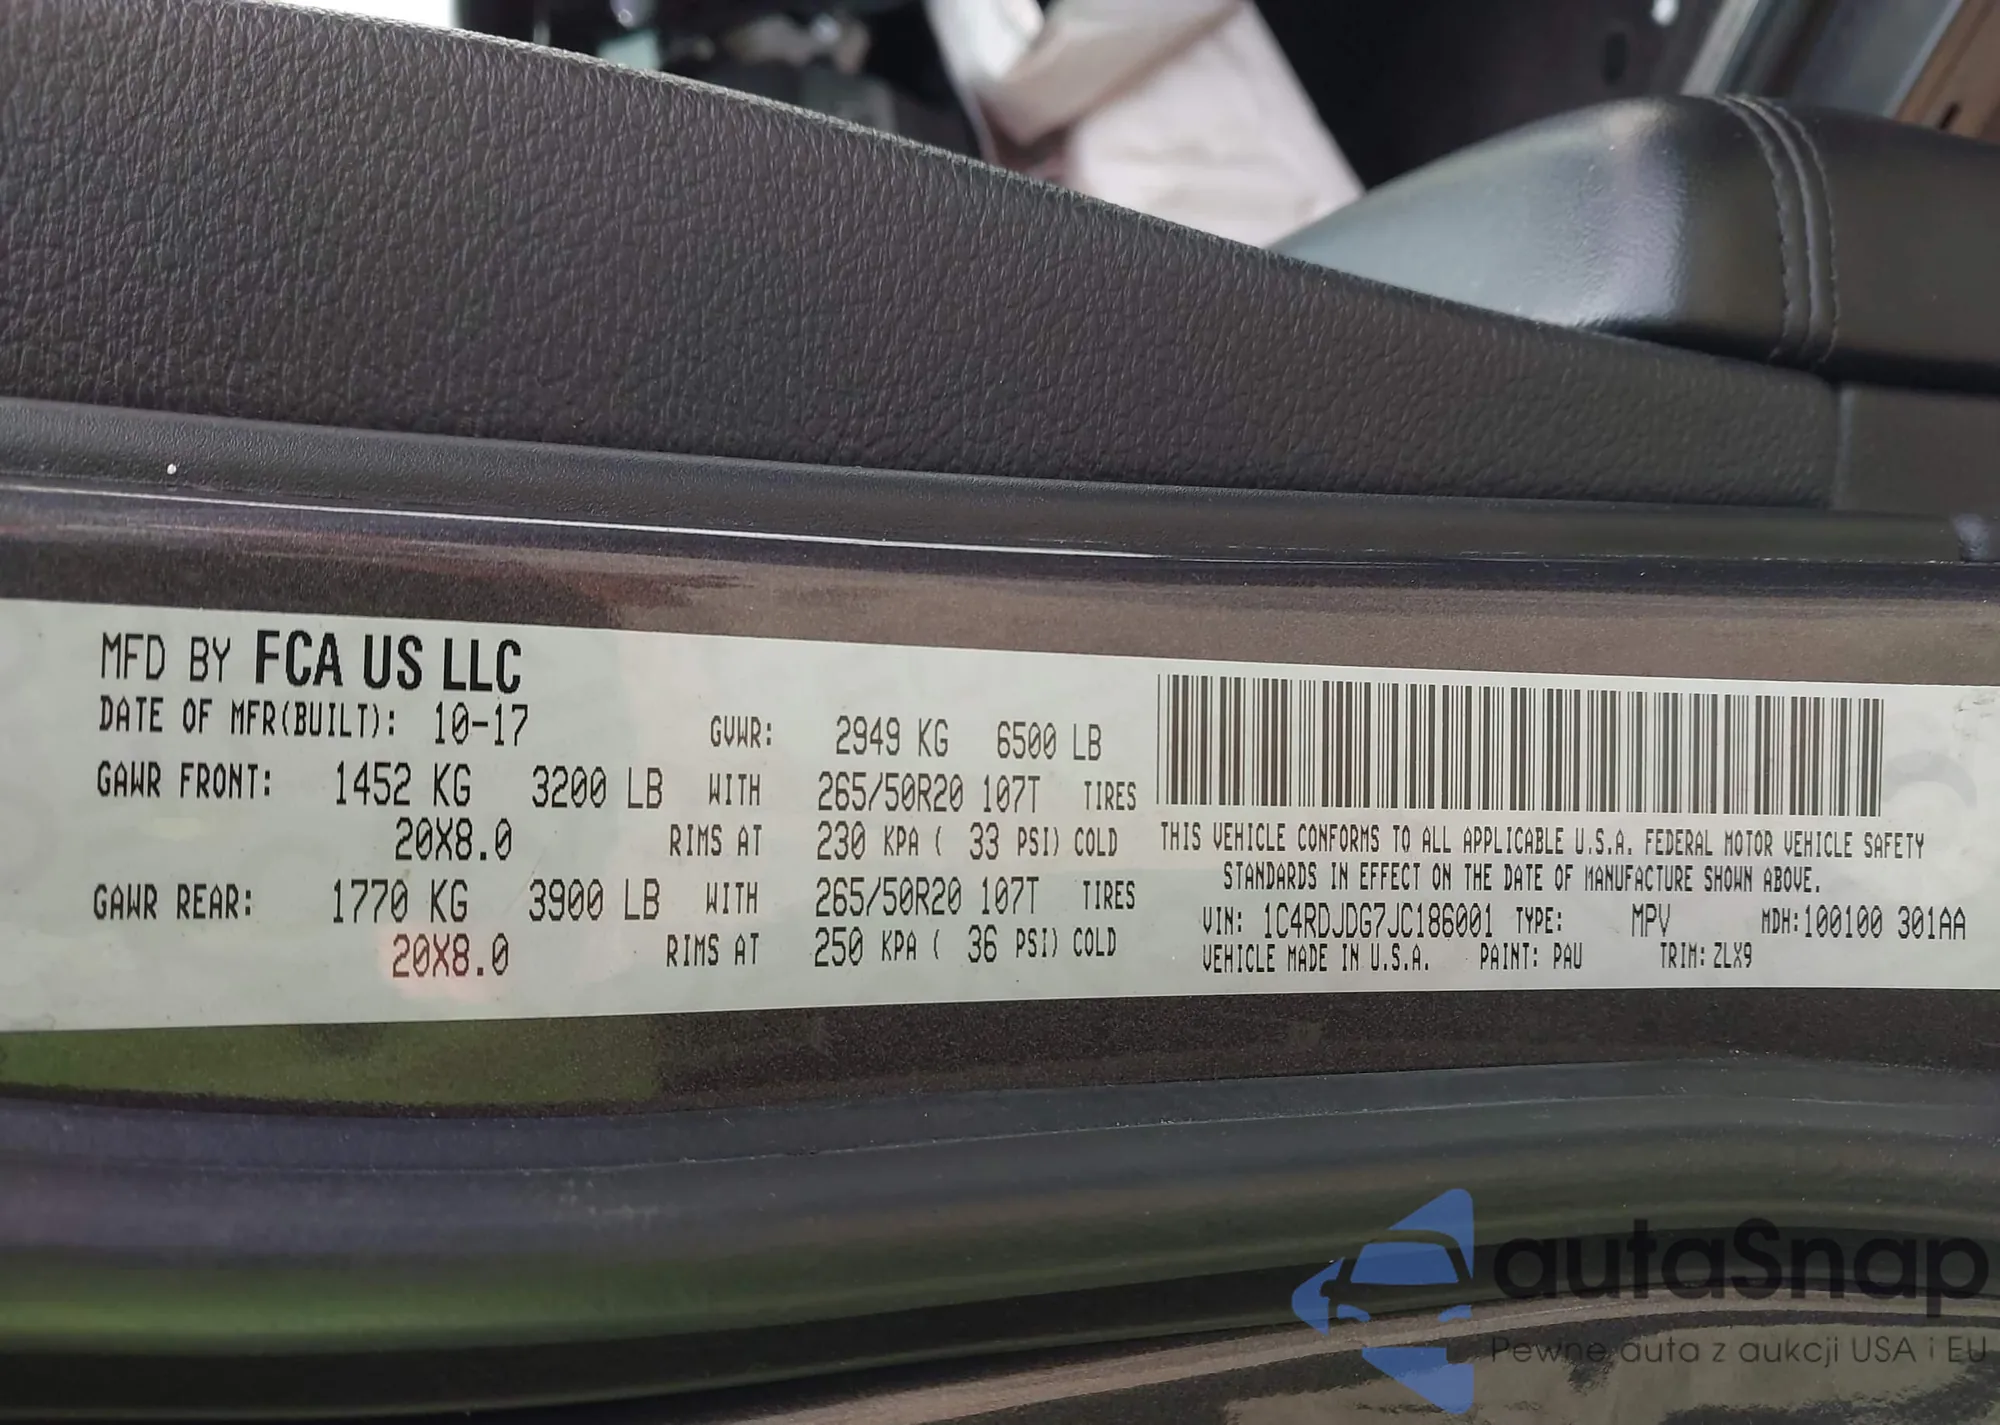 MFD BY FCA US LLC
DATE OF MFR(BUILT): 10-17 GVWR: 2949 KG 6500 LB
GAWR FRONT: 1452 KG 3200 LB WITH 265/50R20 107T TIRES
20X8.0 RIMS AT 230 KPA ( 33 PSI) COLD
GAWR REAR: 1770 KG 3900 LB WITH 265/50R20 107T TIRES
20X8.0 RIMS AT 250 KPA ( 36 PSI) COLD
THIS VEHICLE CONFORMS TO ALL APPLICABLE U.S.A. FEDERAL MOTOR VEHICLE SAFETY
STANDARDS IN EFFECT ON THE DATE OF MANUFACTURE SHOWN ABOVE.
VIN: 1C4RDJDG7JC186001 TYPE: MPV MDH:100100 301AA
VEHICLE MADE IN U.S.A. PAINT: PAU TRIM: ZLX9
autaSnap
Pewne auta z aukcji USA i EU